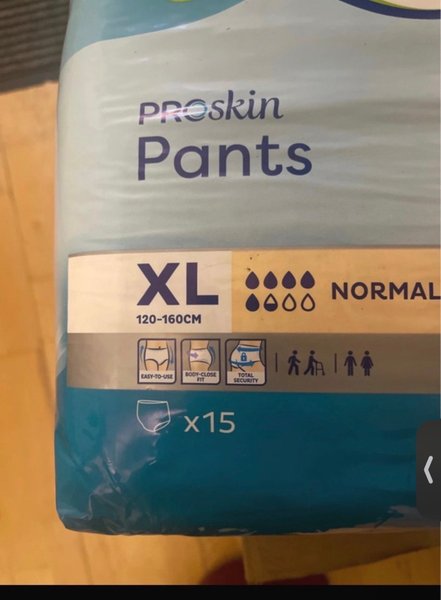 PROskin
Pants
XL
120-160CM
NORMAL
EASY-TO-USE
BODY-CLOSE
FIT
TOTAL
SECURITY
x15